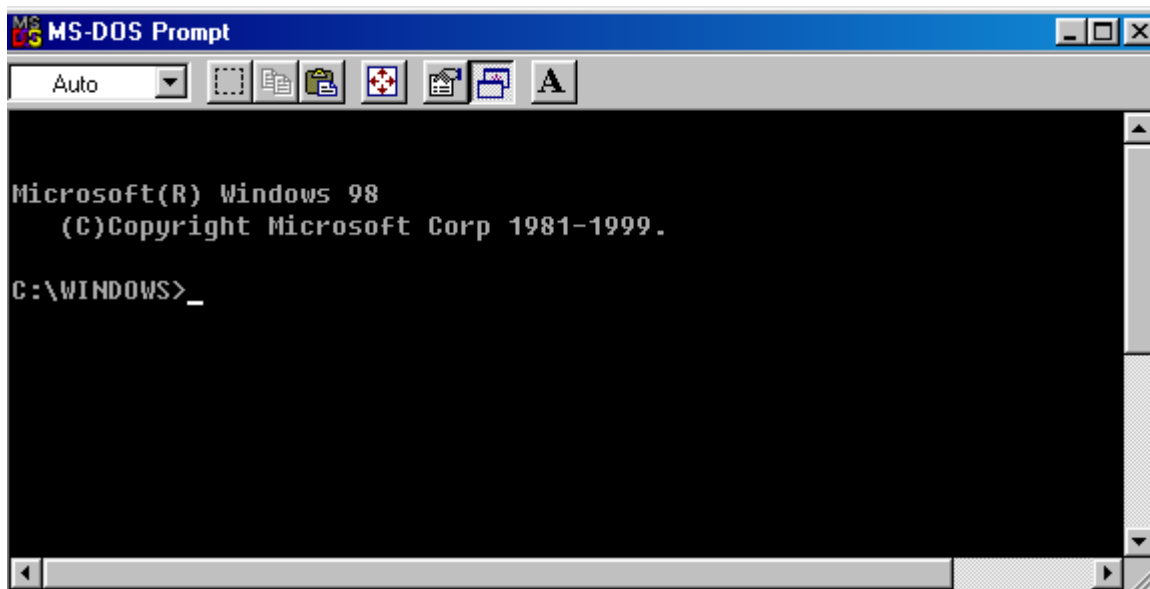 MS-DOS Prompt
Auto
A
Microsoft(R) Windows 98
(C)Copyright Microsoft Corp 1981-1999.
C:\WINDOWS>_